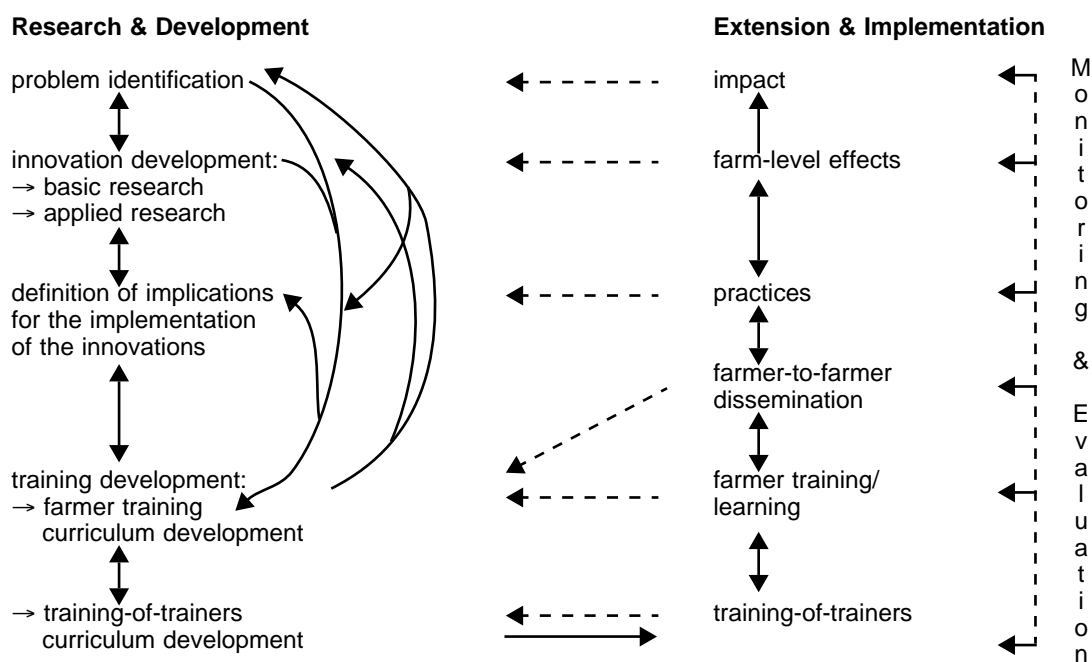 Research & Development
problem identification
innovation development:
→ basic research
→ applied research
definition of implications
for the implementation
of the innovations
training development:
→ farmer training
curriculum development
→ training-of-trainers
curriculum development
Extension & Implementation
impact
farm-level effects
practices
farmer-to-farmer
dissemination
farmer training/
learning
training-of-trainers
Monitoring & Evaluation